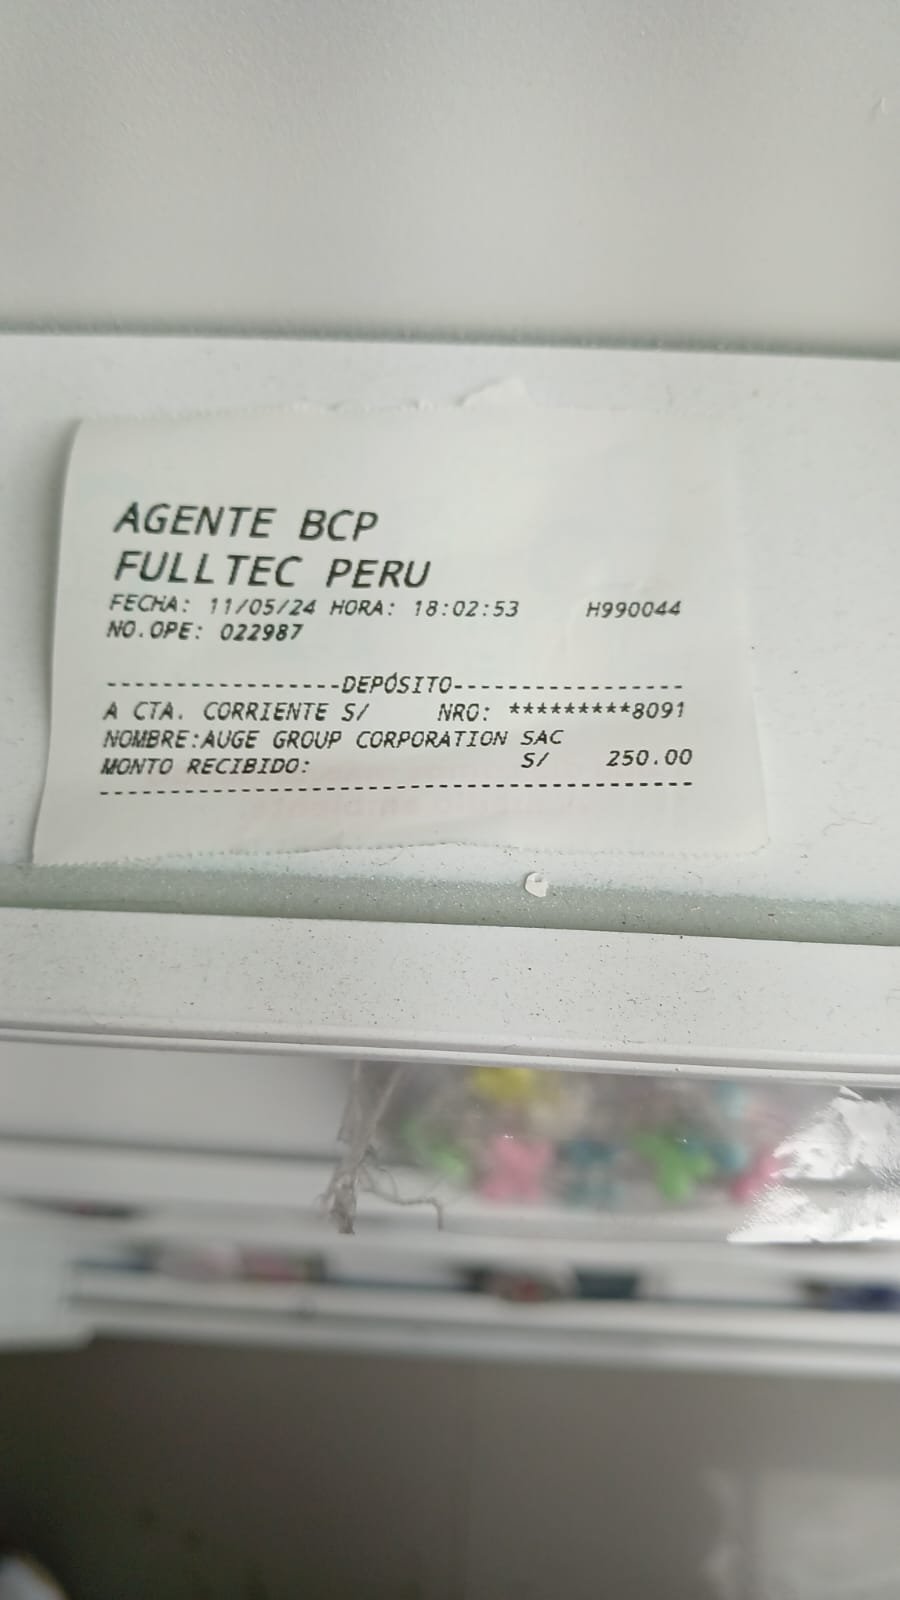 AGENTE BCP
FULLTEC PERU
FECHA: 11/05/24 HORA: 18:02:53 H990044
NO.OPE: 022987
-----------------DEPÓSITO-----------------
A CTA. CORRIENTE S/ NRO: *********8091
NOMBRE:AUGE GROUP CORPORATION SAC
MONTO RECIBIDO: S/ 250.00